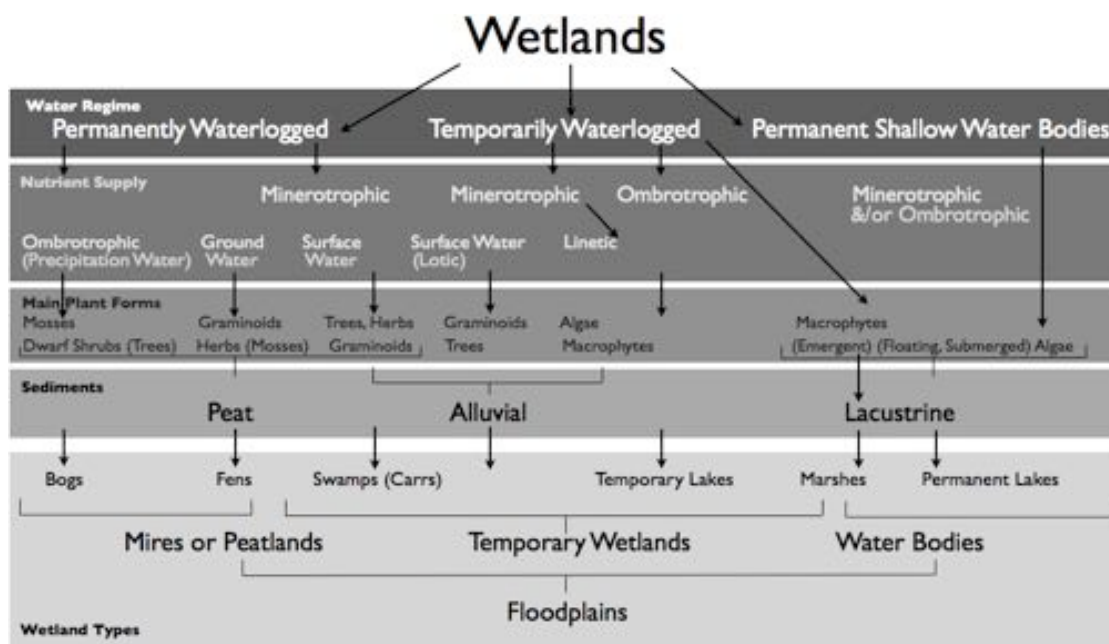 Wetlands
Water Regime
Permanently Waterlogged
Temporarily Waterlogged
Permanent Shallow Water Bodies
Nutrient Supply
Minerotrophic
Minerotrophic
Ombrotrophic
Minerotrophic
&/or Ombrotrophic
Ombrotrophic
(Precipitation Water)
Ground
Water
Surface
Water
Surface Water
(Lotic)
Linetic
Main Plant Forms
Mosses
Dwarf Shrubs (Trees)
Graminoids
Herbs (Mosses)
Trees, Herbs
Graminoids
Graminoids
Trees
Algae
Macrophytes
Macrophytes
(Emergent) (Floating, Submerged) Algae
Sediments
Peat
Alluvial
Lacustrine
Bogs
Fens
Swamps (Carrs)
Temporary Lakes
Marshes
Permanent Lakes
Mires or Peatlands
Temporary Wetlands
Water Bodies
Floodplains
Wetland Types